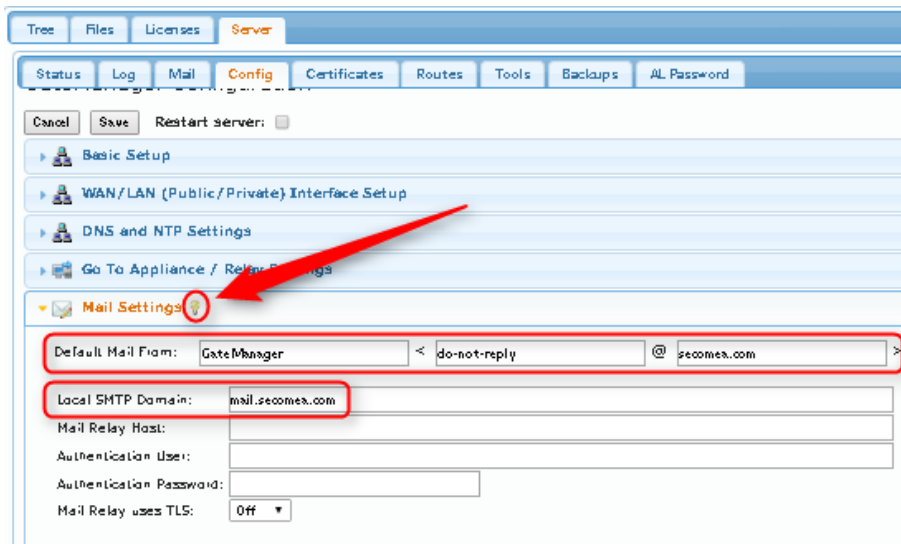 Tree Files Licenses Server
Status Log Mail Config Certificates Routes Tools Backups AL Password
Cancel Save Restart server:
Basic Setup
WAN/LAN (Public/Private) Interface Setup
DNS and NTP Settings
Go To Appliance / Relay
Mail Settings
Default Mail From: GateManager < do-not-reply @ secomea.com >
Local SMTP Domain: mail.secomea.com
Mail Relay Host:
Authentication User:
Authentication Password:
Mail Relay uses TLS: Off